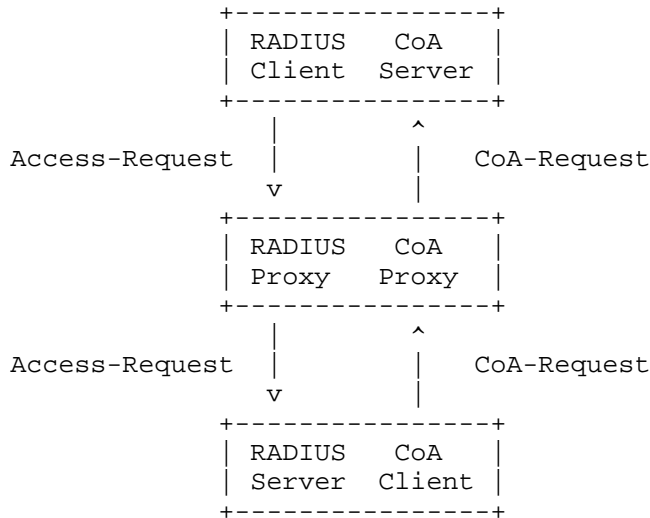 RADIUS CoA
Client Server
Access-Request CoA-Request
v
RADIUS CoA
Proxy Proxy
Access-Request CoA-Request
v
RADIUS CoA
Server Client